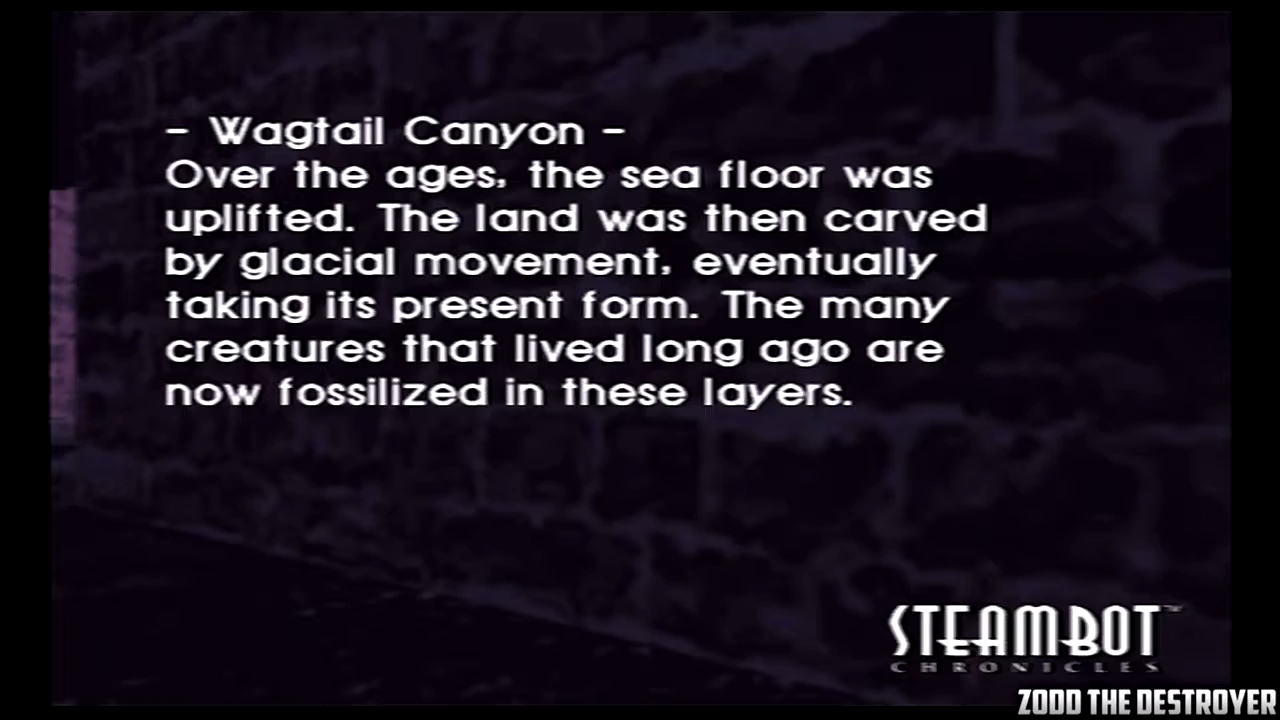 - Wagtail Canyon -
Over the ages, the sea floor was
uplifted. The land was then carved
by glacial movement, eventually
taking its present form. The many
creatures that lived long ago are
now fossilized in these layers.
STEAMBOT™
CHRONICLES
ZODD THE DESTROYER